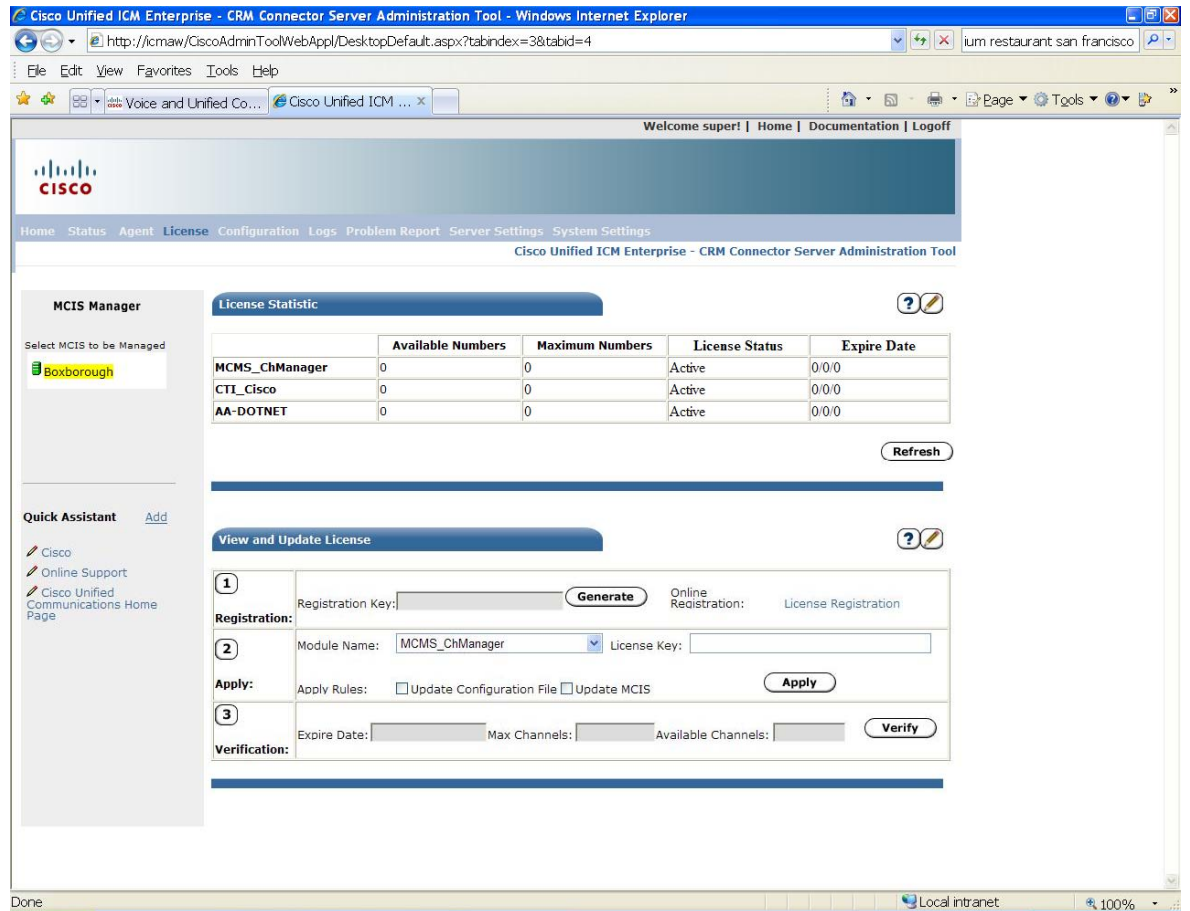 Cisco Unified ICM Enterprise - CRM Connector Server Administration Tool - Windows Internet Explorer
http://icmaw/CiscoAdminToolWebAppl/DesktopDefault.aspx?tabindex=3&tabid=4
ium restaurant san francisco
File Edit View Favorites Tools Help
Voice and Unified Co... Cisco Unified ICM ... x
Page Tools »
Welcome super! | Home | Documentation | Logoff
CISCO
Home Status Agent License Configuration Logs Problem Report Server Settings System Settings
Cisco Unified ICM Enterprise - CRM Connector Server Administration Tool
MCIS Manager
Select MCIS to be Managed
Boxborough
Quick Assistant Add
Cisco
Online Support
Cisco Unified
Communications Home
Page
License Statistic ?
Available Numbers Maximum Numbers License Status Expire Date
MCMS_ChManager 0 0 Active 0/0/0
CTI_Cisco 0 0 Active 0/0/0
AA-DOTNET 0 0 Active 0/0/0
Refresh
View and Update License ?
1
Registration:
Registration Key: Generate Online Registration: License Registration
2
Apply:
Module Name: MCMS_ChManager License Key:
Apply Rules: Update Configuration File Update MCIS Apply
3
Verification:
Expire Date: Max Channels: Available Channels: Verify
Done Local intranet 100%